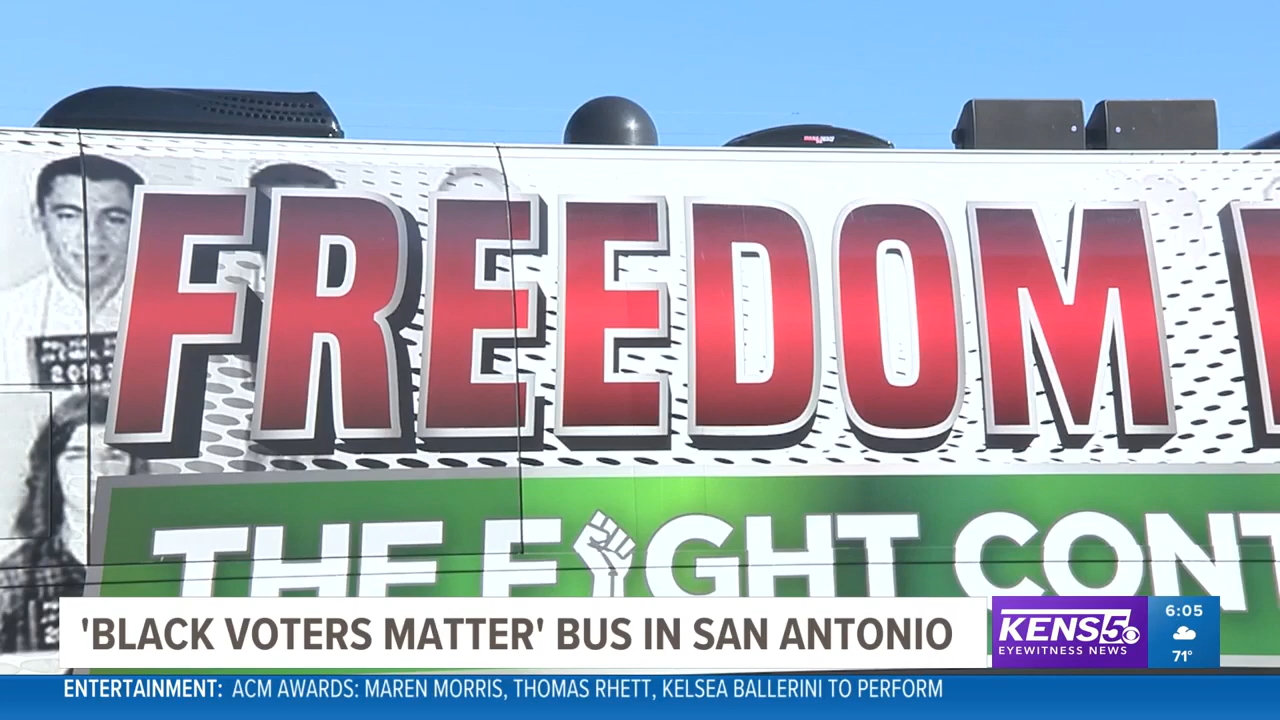 FREEDOM
THE FIGHT CONT
'BLACK VOTERS MATTER' BUS IN SAN ANTONIO
KENS5
EYEWITNESS NEWS
6:05
71°
ENTERTAINMENT: ACM AWARDS: MAREN MORRIS, THOMAS RHETT, KELSEA BALLERINI TO PERFORM